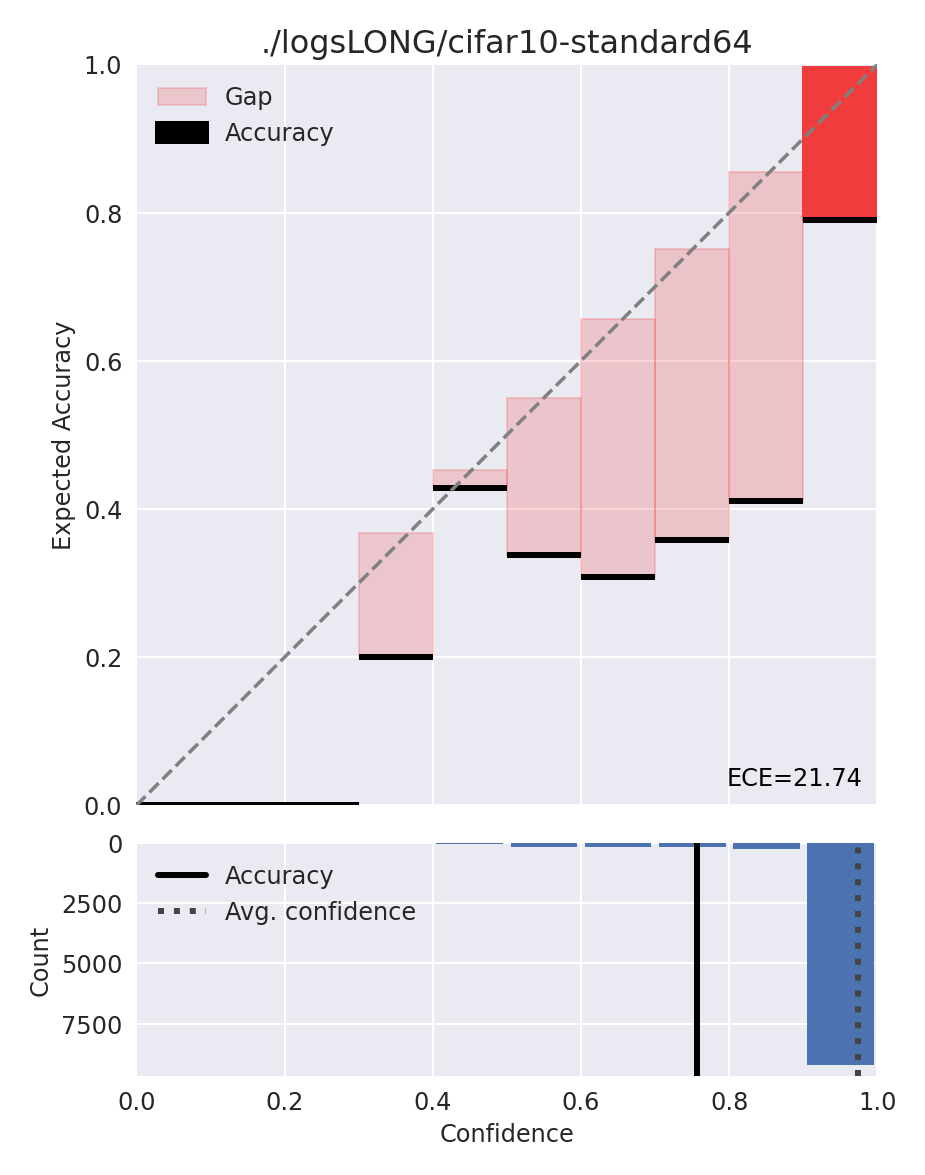 ./logsLONG/cifar10-standard64
1.0
0.8
0.6
0.4
0.2
0.0
Expected Accuracy
Gap
Accuracy
ECE=21.74
0
2500
5000
7500
Count
Accuracy
Avg. confidence
0.0 0.2 0.4 0.6 0.8 1.0
Confidence